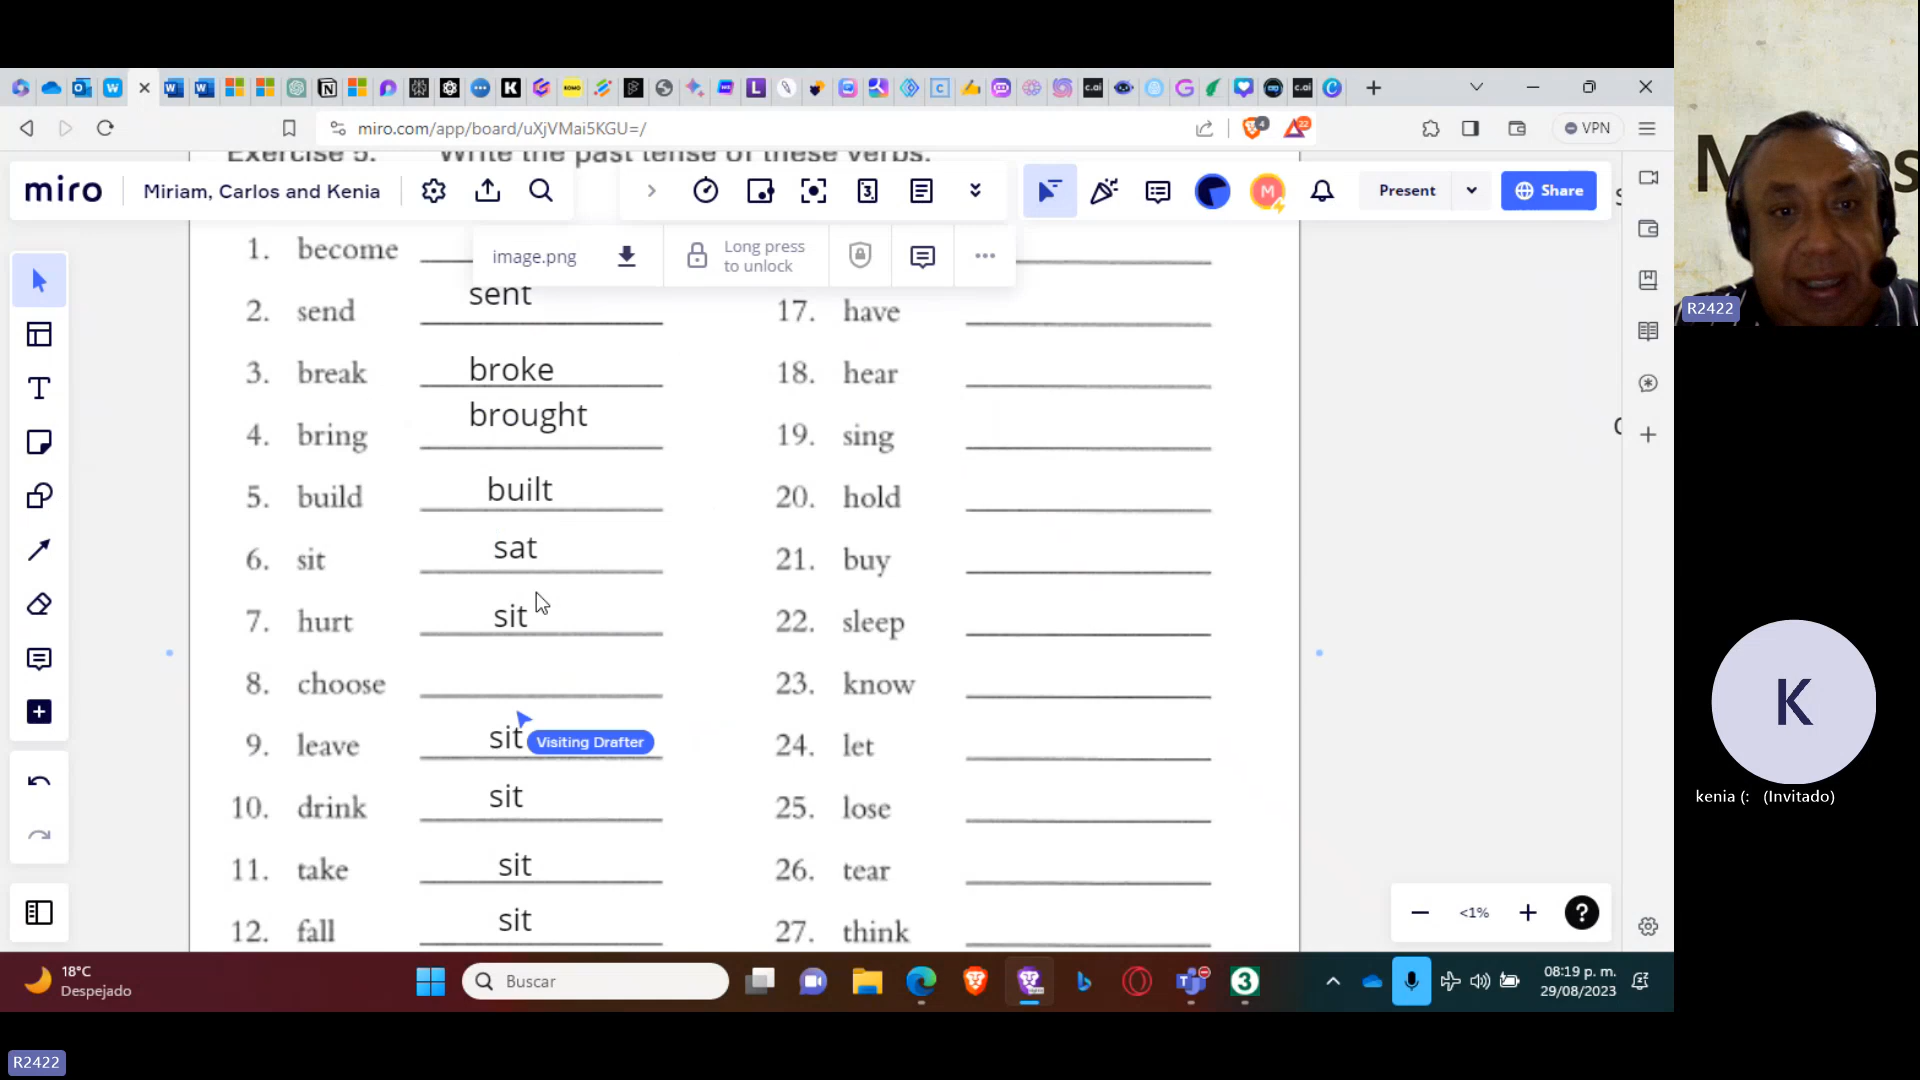 miro.com/app/board/uXjVMai5KGU=/
VPN
Exercise 5. Write the past tense of these verbs.
miro
Miriam, Carlos and Kenia
Present
Share
image.png
Long press
to unlock
1. become
2. send sent
3. break broke
4. bring brought
5. build built
6. sit sat
7. hurt sit
8. choose
9. leave sit
Visiting Drafter
10. drink sit
11. take sit
12. fall sit
17. have
18. hear
19. sing
20. hold
21. buy
22. sleep
23. know
24. let
25. lose
26. tear
27. think
<1%
18°C
Despejado
Buscar
08:19 p. m.
29/08/2023
R2422
K
kenia (: (Invitado)
R2422